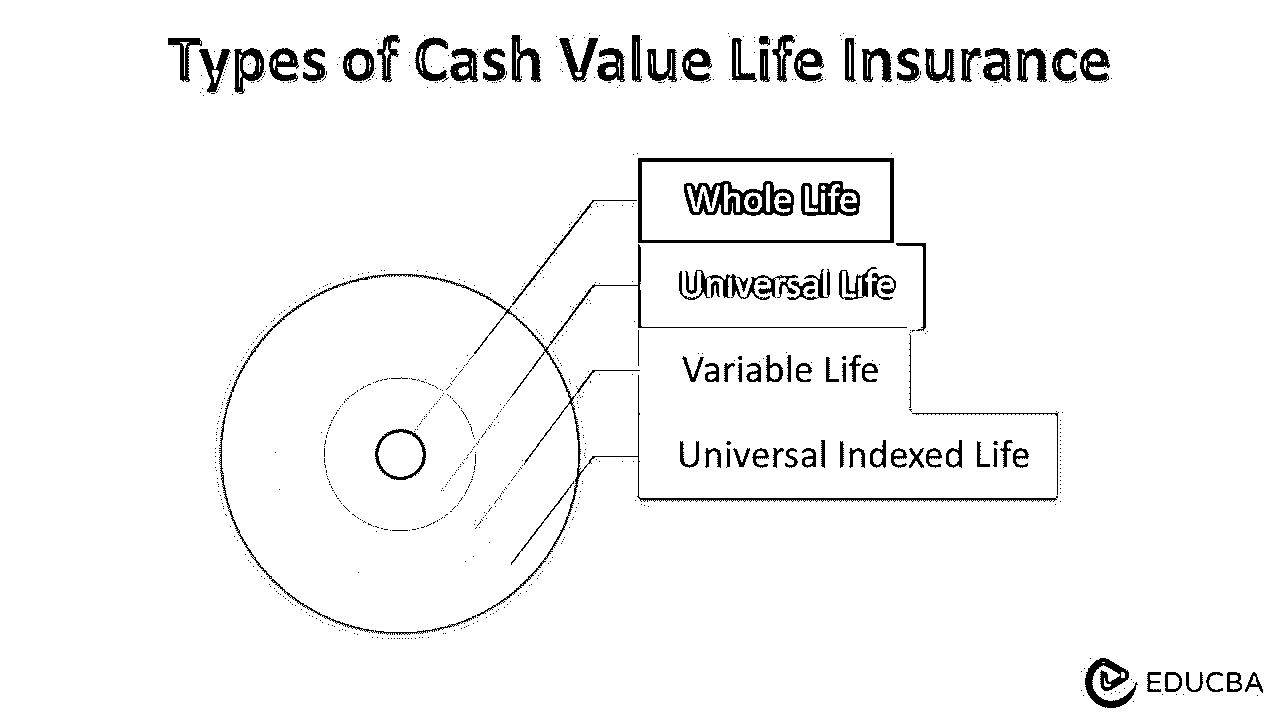 Types of Cash Value Life Insurance
Whole Life
Universal Life
Variable Life
Universal Indexed Life
EDUCBA